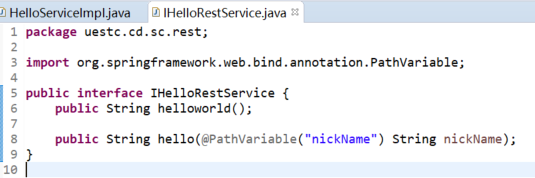 HelloServiceImpl.java IHelloRestService.java
1 package uestc.cd.sc.rest;
2
3 import org.springframework.web.bind.annotation.PathVariable;
4
5 public interface IHelloRestService {
6 public String helloworld();
7
8 public String hello(@PathVariable("nickName") String nickName);
9 }
10